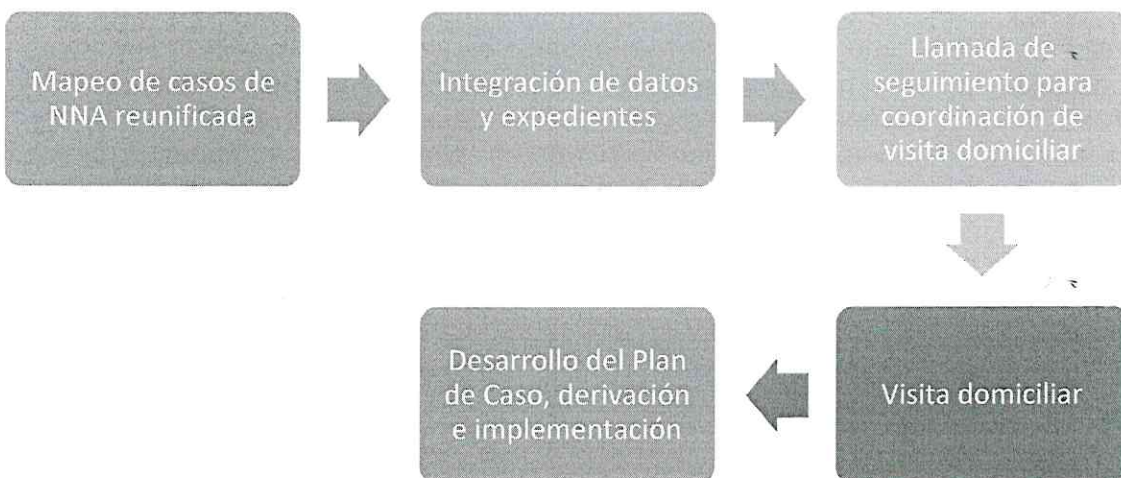 Mapeo de casos de
NNA reunificada
Integración de datos
y expedientes
Llamada de
seguimiento para
coordinación de
visita domiciliar
Visita domiciliar
Desarrollo del Plan
de Caso, derivación
e implementación